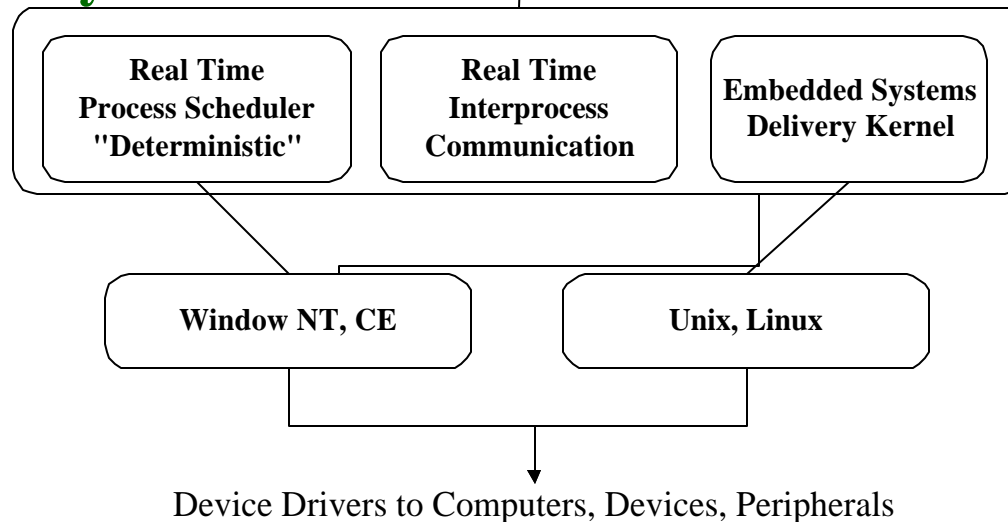 Real Time
Process Scheduler
"Deterministic"
Real Time
Interprocess
Communication
Embedded Systems
Delivery Kernel
Window NT, CE
Unix, Linux
Device Drivers to Computers, Devices, Peripherals